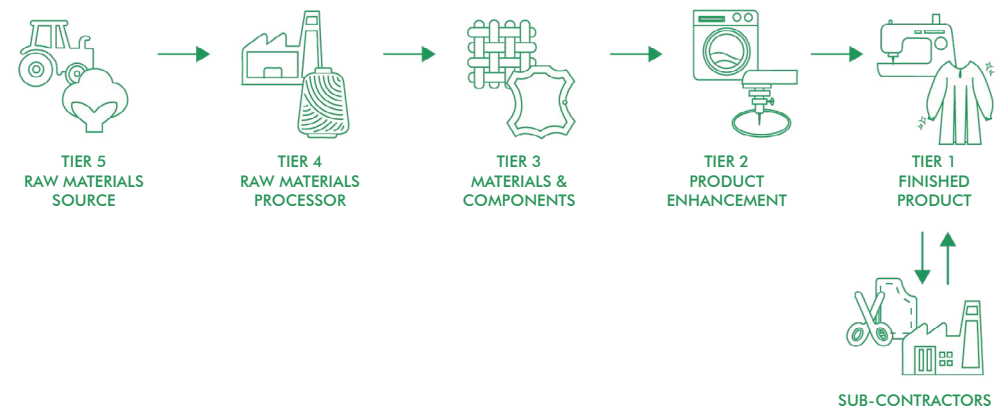 TIER 5
RAW MATERIALS
SOURCE
TIER 4
RAW MATERIALS
PROCESSOR
TIER 3
MATERIALS &
COMPONENTS
TIER 2
PRODUCT
ENHANCEMENT
TIER 1
FINISHED
PRODUCT
SUB-CONTRACTORS